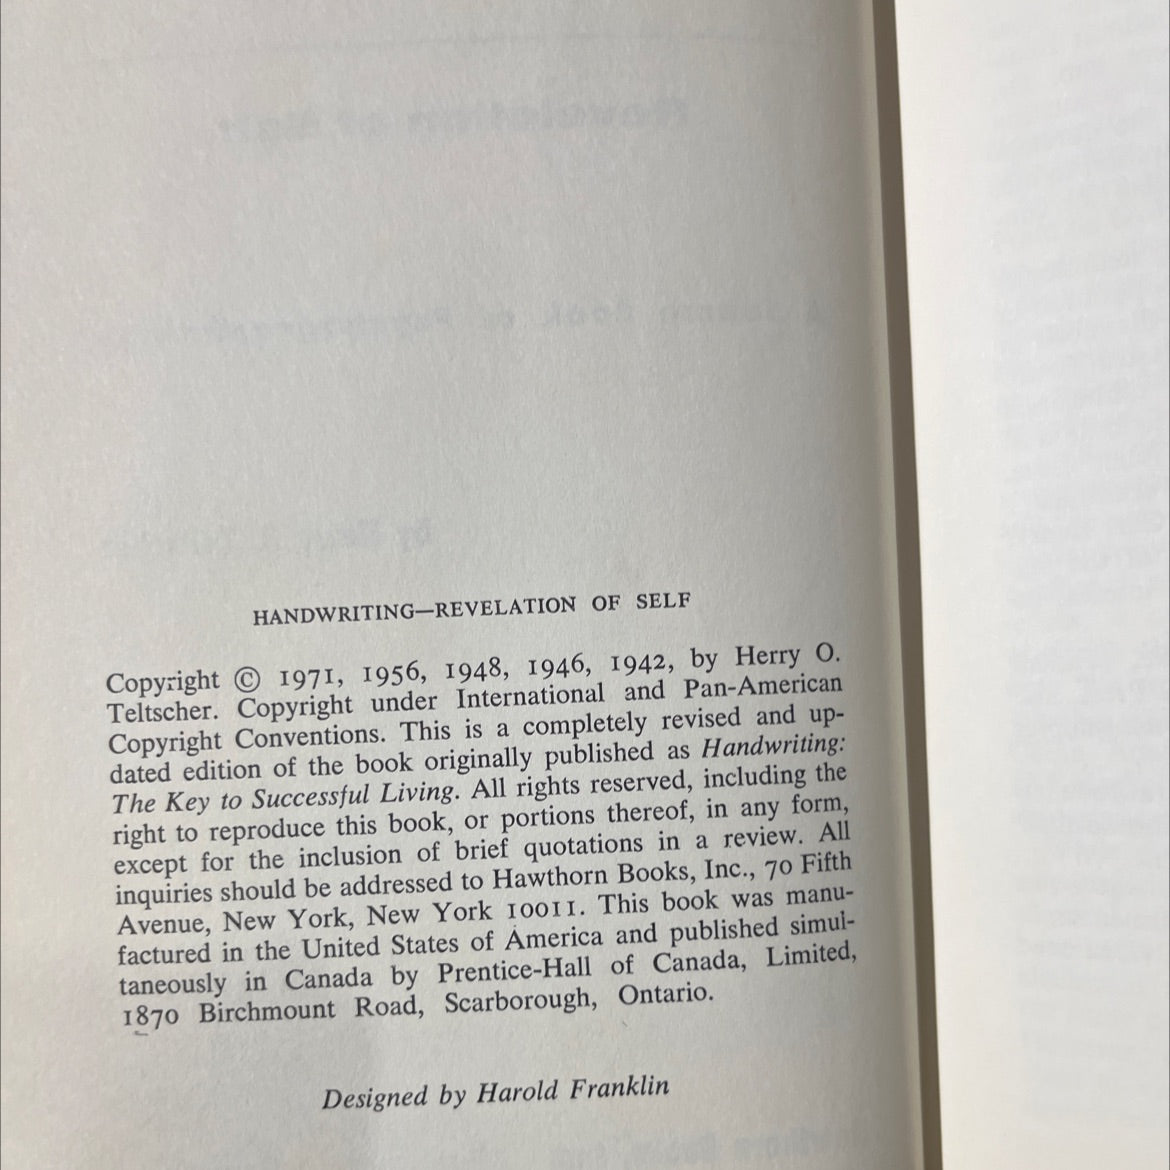 HANDWRITING—REVELATION OF SELF
Copyright © 1971, 1956, 1948, 1946, 1942, by Herry O.
Teltscher. Copyright under International and Pan-American
Copyright Conventions. This is a completely revised and up-
dated edition of the book originally published as Handwriting:
The Key to Successful Living. All rights reserved, including the
right to reproduce this book, or portions thereof, in any form,
except for the inclusion of brief quotations in a review. All
inquiries should be addressed to Hawthorn Books, Inc., 70 Fifth
Avenue, New York, New York 10011. This book was manu-
factured in the United States of America and published simul-
taneously in Canada by Prentice-Hall of Canada, Limited,
1870 Birchmount Road, Scarborough, Ontario.
Designed by Harold Franklin